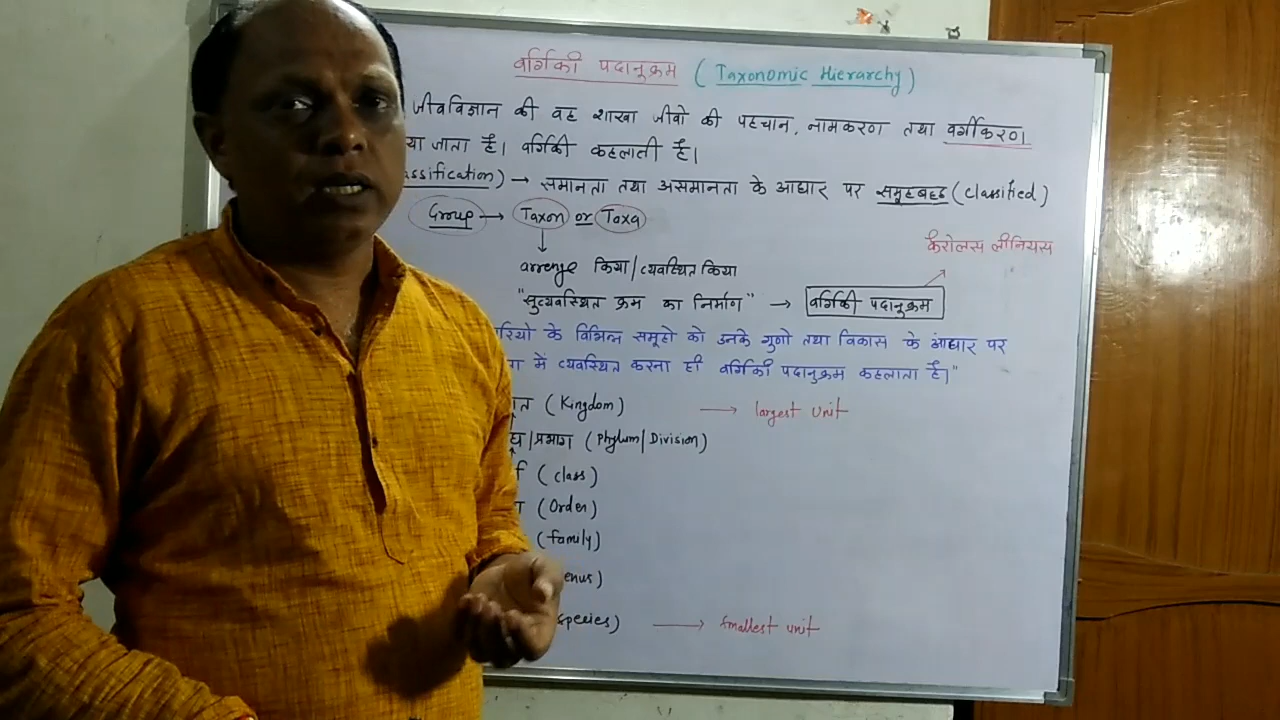 वर्गिकी पदानुक्रम (Taxonomic Hierarchy)
जीवविज्ञान की वह शाखा जीवो की पहचान, नामकरण तथा वर्गीकरण
या जाता है। वर्गिकी कहलाती है।
assification) → समानता तथा असमानता के आधार पर समूहबद्ध (Classified)
Group → Taxon or Taxa
कैरोलस लीनियस
arrenge किया/व्यवस्थित किया
"सुव्यवस्थित क्रम का निर्माण" → वर्गिकी पदानुक्रम
रियो के विभिन्न समूहो को उनके गुणो तथा विकास के आधार पर
में व्यवस्थित करना ही वर्गिकी पदानुक्रम कहलाता है।"
त (Kingdom) → largest unit
घ/प्रभाग (Phylum/Division)
(Class)
(Order)
(family)
enus)
species) → Smallest unit